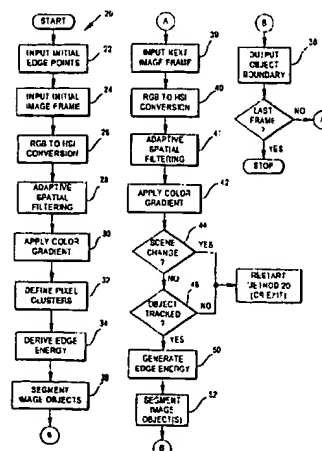 START
20
INPUT INITIAL
EDGE POINTS
22
INPUT INITIAL
IMAGE FRAME
24
RGB TO HSI
CONVERSION
26
ADAPTIVE
SPATIAL
FILTERING
28
APPLY COLOR
GRADIENT
30
DEFINE PIXEL
CLUSTERS
32
DERIVE EDGE
ENERGY
34
SEGMENT
IMAGE OBJECTS
36
B
A
INPUT NEXT
IMAGE FRAME
39
RGB TO HSI
CONVERSION
40
ADAPTIVE
SPATIAL
FILTERING
41
APPLY COLOR
GRADIENT
42
SCENE
CHANGE
?
44
YES
NO
OBJECT
TRACKED
?
46
NO
YES
RESTART
METHOD 20
(OR EXIT)
GENERATE
EDGE ENERGY
50
SEGMENT
IMAGE
OBJECT(S)
52
B
OUTPUT
OBJECT
BOUNDARY
38
LAST
FRAME
?
NO
A
YES
STOP